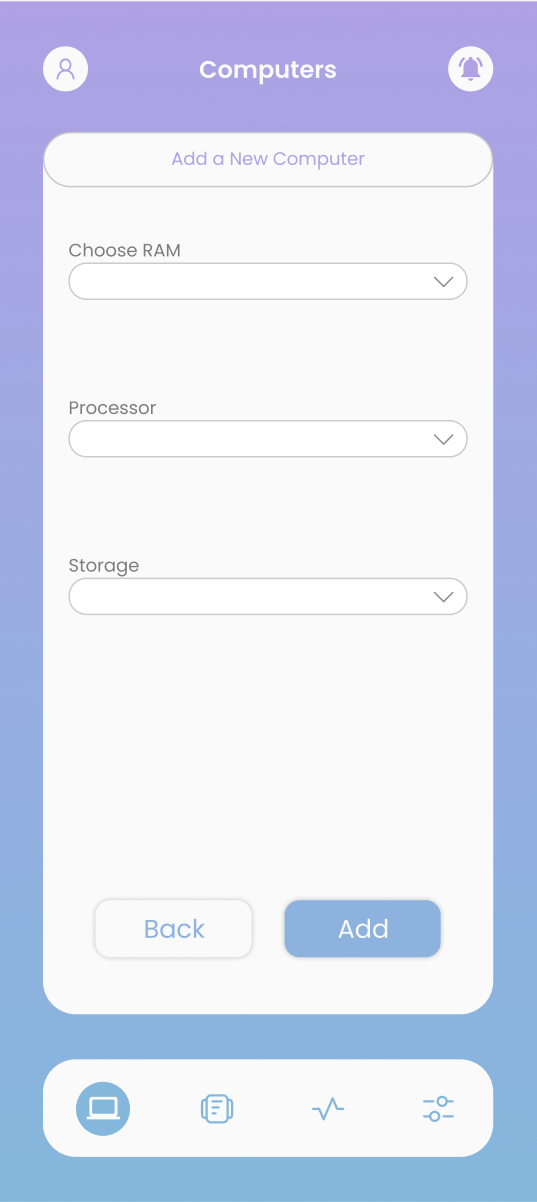 Computers
Add a New Computer
Choose RAM
Processor
Storage
Back
Add